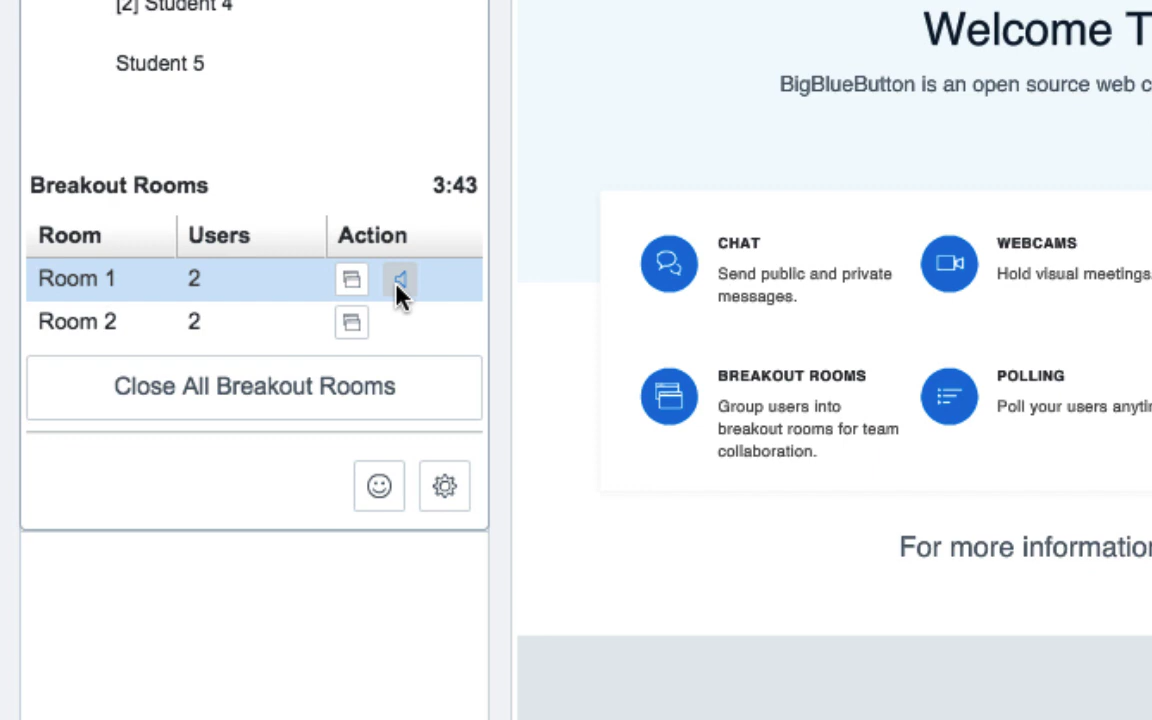 [2] Student 4
Student 5
Breakout Rooms 3:43
Room Users Action
Room 1 2
Room 2 2
Close All Breakout Rooms
Welcome T
BigBlueButton is an open source web c
CHAT
Send public and private
messages.
WEBCAMS
Hold visual meetings.
BREAKOUT ROOMS
Group users into
breakout rooms for team
collaboration.
POLLING
Poll your users anyti
For more information